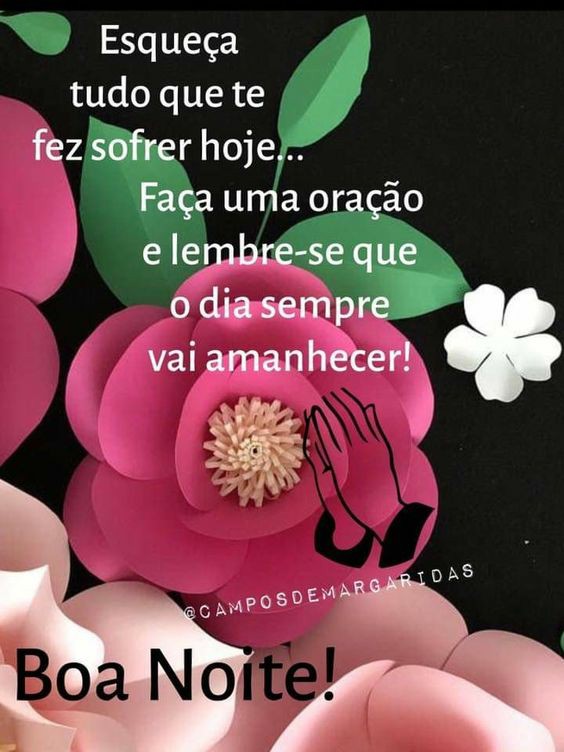 Esqueça
tudo que te
fez sofrer hoje...
Faça uma oração
e lembre-se que
o dia sempre
vai amanhecer!
@CAMPOSDEMARGARIDAS
Boa Noite!